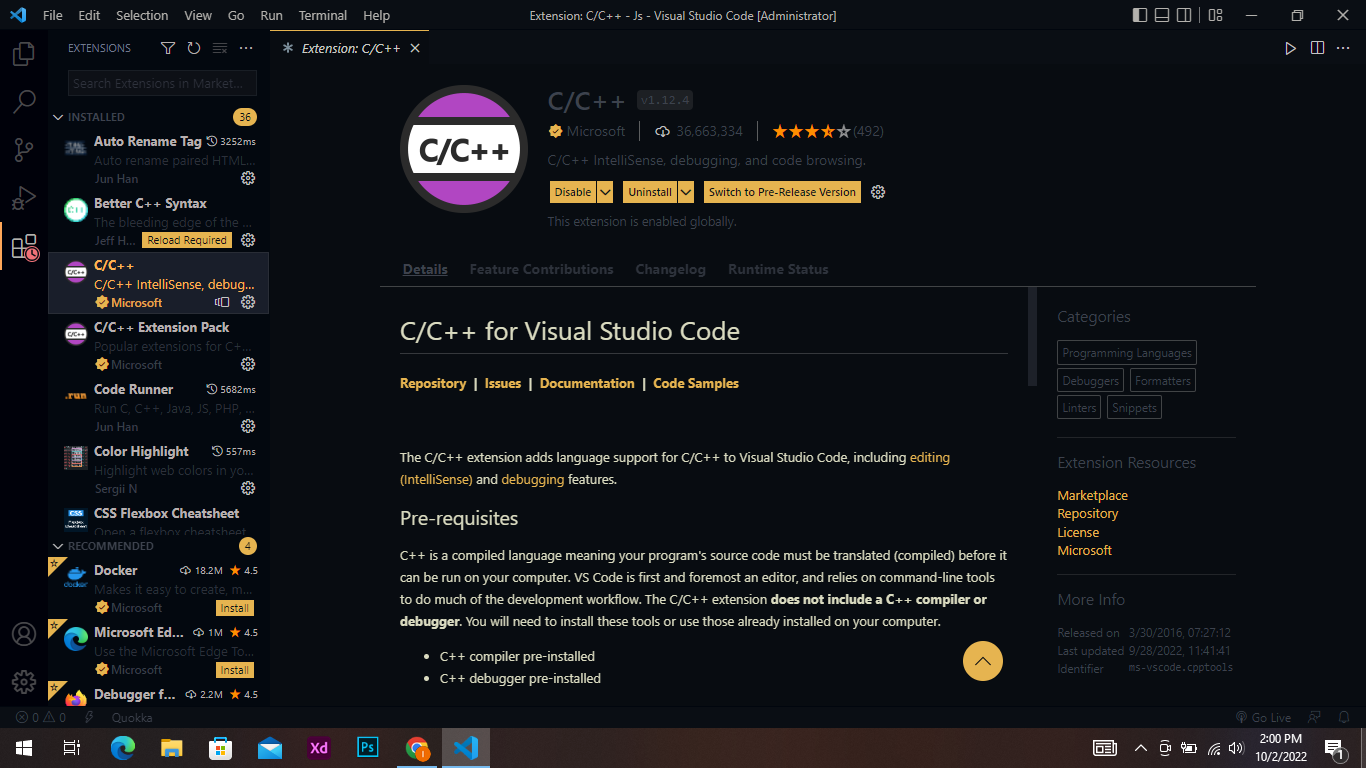 File Edit Selection View Go Run Terminal Help
Extension: C/C++ - Js - Visual Studio Code [Administrator]
EXTENSIONS
Extension: C/C++
Search Extensions in Market...
INSTALLED 36
Auto Rename Tag 3252ms
Auto rename paired HTML...
Jun Han
Better C++ Syntax
The bleeding edge of the ...
Jeff H... Reload Required
C/C++
C/C++ IntelliSense, debug...
Microsoft
C/C++ Extension Pack
Popular extensions for C+...
Microsoft
Code Runner 5682ms
Run C, C++, Java, JS, PHP, ...
Jun Han
Color Highlight 557ms
Highlight web colors in yo...
Sergii N
CSS Flexbox Cheatsheet
Open a flexbox cheatsheet
RECOMMENDED 4
Docker 18.2M 4.5
Makes it easy to create, m...
Microsoft Install
Microsoft Ed... 1M 4.5
Use the Microsoft Edge To...
Microsoft Install
Debugger f... 2.2M 4.5
C/C++
C/C++ v1.12.4
Microsoft 36,663,334 (492)
C/C++ IntelliSense, debugging, and code browsing.
Disable Uninstall Switch to Pre-Release Version
This extension is enabled globally.
Details Feature Contributions Changelog Runtime Status
C/C++ for Visual Studio Code
Repository | Issues | Documentation | Code Samples
The C/C++ extension adds language support for C/C++ to Visual Studio Code, including editing
(IntelliSense) and debugging features.
Pre-requisites
C++ is a compiled language meaning your program's source code must be translated (compiled) before it
can be run on your computer. VS Code is first and foremost an editor, and relies on command-line tools
to do much of the development workflow. The C/C++ extension does not include a C++ compiler or
debugger. You will need to install these tools or use those already installed on your computer.
• C++ compiler pre-installed
• C++ debugger pre-installed
Categories
Programming Languages
Debuggers Formatters
Linters Snippets
Extension Resources
Marketplace
Repository
License
Microsoft
More Info
Released on 3/30/2016, 07:27:12
Last updated 9/28/2022, 11:41:41
Identifier ms-vscode.cpptools
0 0 Quokka
Go Live
Xd Ps
2:00 PM
10/2/2022
1